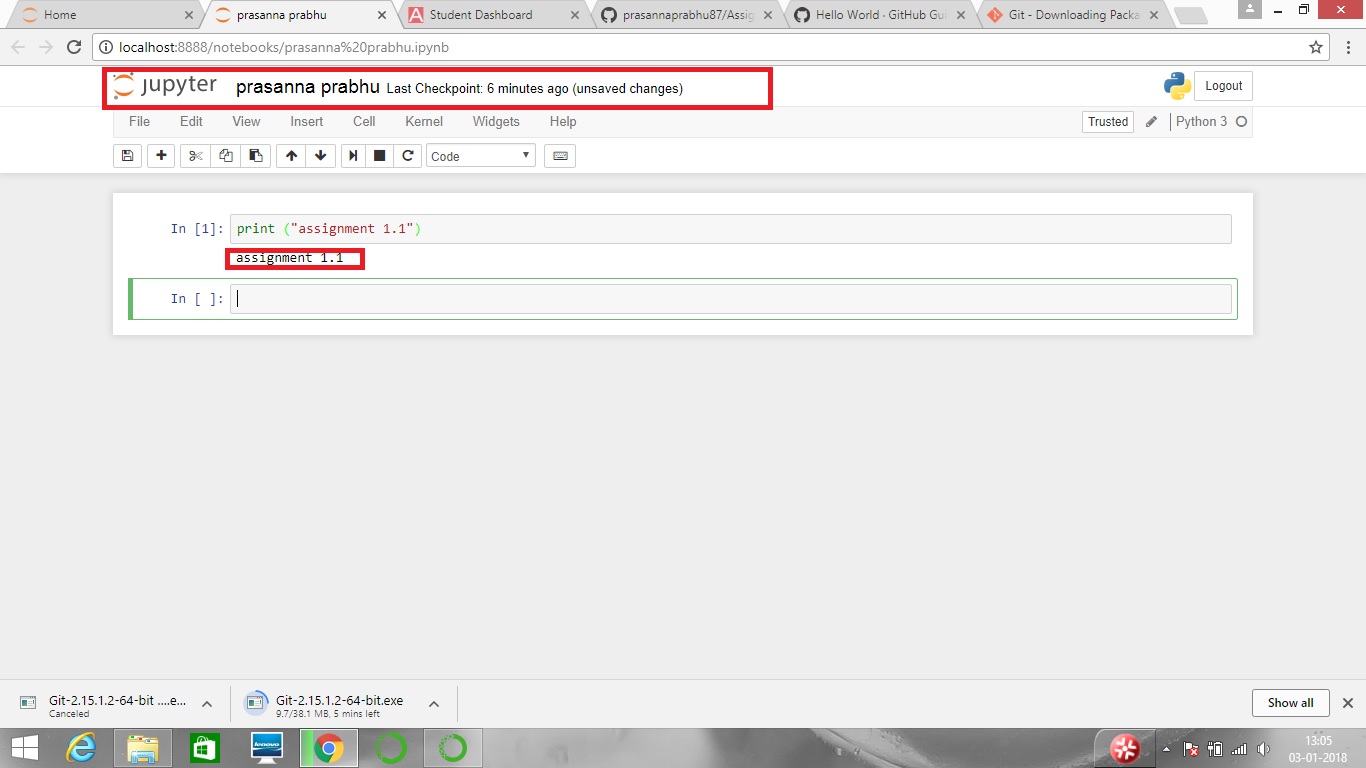 Home
prasanna prabhu
Student Dashboard
prasannaprabhu87/Assig
Hello World · GitHub Gui
Git - Downloading Packa
localhost:8888/notebooks/prasanna%20prabhu.ipynb
jupyter prasanna prabhu Last Checkpoint: 6 minutes ago (unsaved changes)
Logout
File Edit View Insert Cell Kernel Widgets Help
Trusted
Python 3
Code
In [1]: print ("assignment 1.1")
assignment 1.1
In [ ]:
Git-2.15.1.2-64-bit ....e...
Canceled
Git-2.15.1.2-64-bit.exe
9.7/38.1 MB, 5 mins left
Show all
lenovo
13:05
03-01-2018